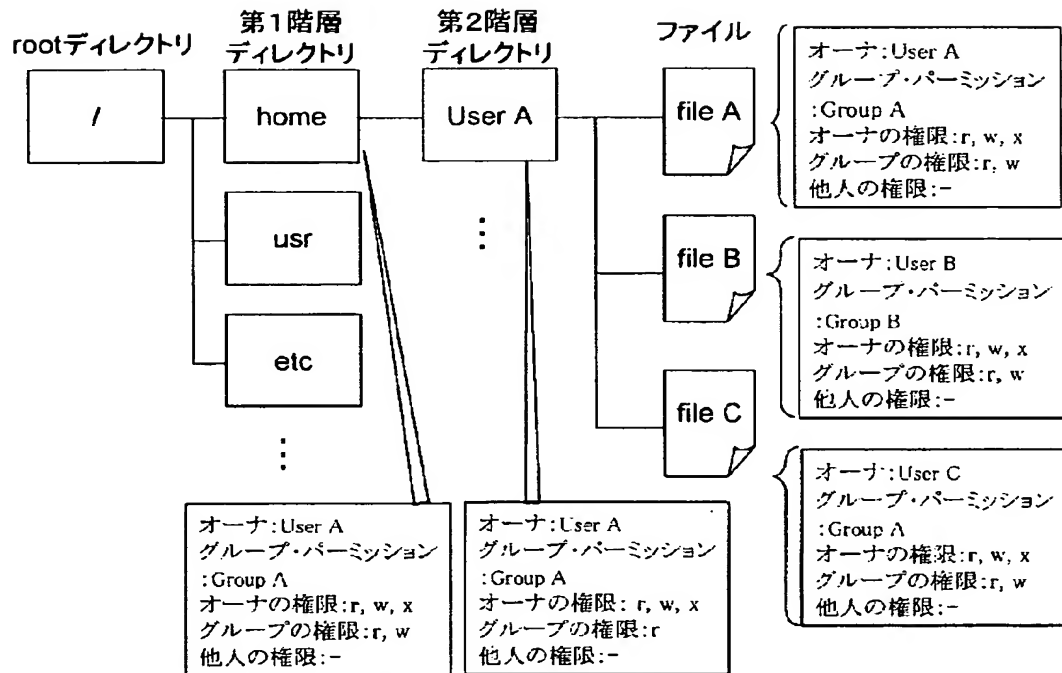 rootディレクトリ
第1階層
ディレクトリ
第2階層
ディレクトリ
ファイル
/
home
User A
usr
etc
⋮
⋮
file A
file B
file C
オーナ:User A
グループ・パーミッション
:Group A
オーナの権限:r, w, x
グループの権限:r, w
他人の権限:-
オーナ:User B
グループ・パーミッション
:Group B
オーナの権限:r, w, x
グループの権限:r, w
他人の権限:-
オーナ:User C
グループ・パーミッション
:Group A
オーナの権限:r, w, x
グループの権限:r, w
他人の権限:-
オーナ:User A
グループ・パーミッション
:Group A
オーナの権限:r, w, x
グループの権限:r, w
他人の権限:-
オーナ:User A
グループ・パーミッション
:Group A
オーナの権限: r, w, x
グループの権限:r
他人の権限:-